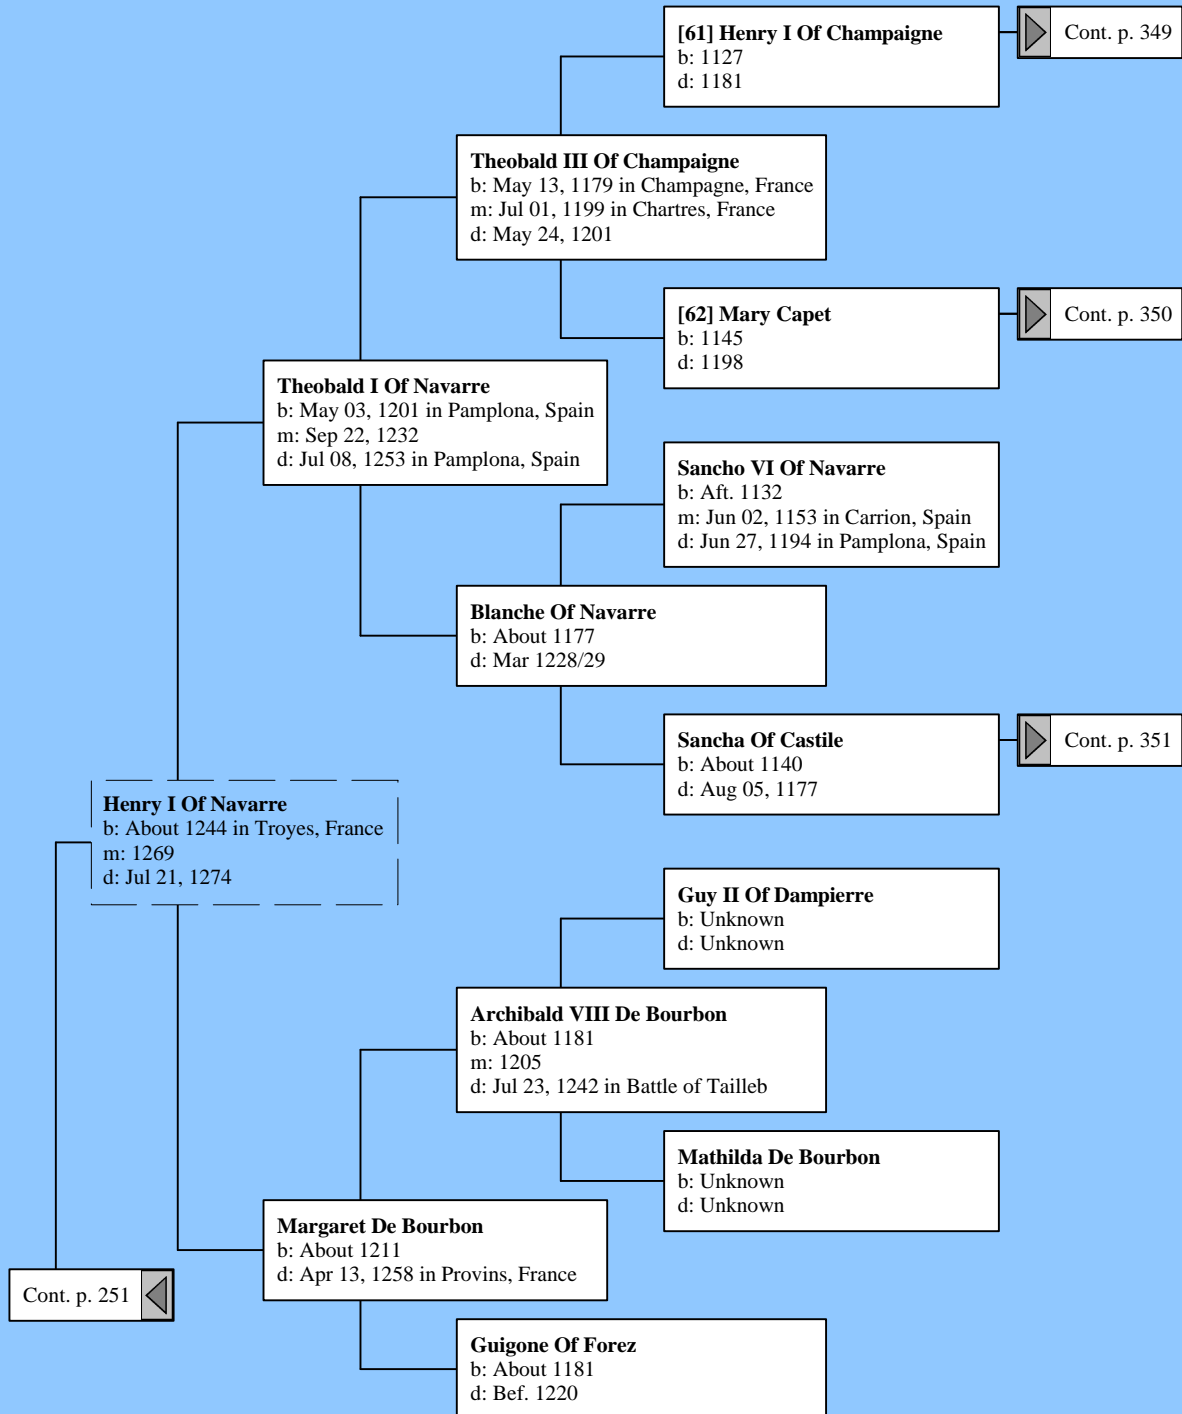 [61] Henry I Of Champaigne
b: 1127
d: 1181
Cont. p. 349
Theobald III Of Champaigne
b: May 13, 1179 in Champagne, France
m: Jul 01, 1199 in Chartres, France
d: May 24, 1201
[62] Mary Capet
b: 1145
d: 1198
Cont. p. 350
Theobald I Of Navarre
b: May 03, 1201 in Pamplona, Spain
m: Sep 22, 1232
d: Jul 08, 1253 in Pamplona, Spain
Sancho VI Of Navarre
b: Aft. 1132
m: Jun 02, 1153 in Carrion, Spain
d: Jun 27, 1194 in Pamplona, Spain
Blanche Of Navarre
b: About 1177
d: Mar 1228/29
Sancha Of Castile
b: About 1140
d: Aug 05, 1177
Cont. p. 351
Henry I Of Navarre
b: About 1244 in Troyes, France
m: 1269
d: Jul 21, 1274
Guy II Of Dampierre
b: Unknown
d: Unknown
Archibald VIII De Bourbon
b: About 1181
m: 1205
d: Jul 23, 1242 in Battle of Tailleb
Mathilda De Bourbon
b: Unknown
d: Unknown
Margaret De Bourbon
b: About 1211
d: Apr 13, 1258 in Provins, France
Cont. p. 251
Guigone Of Forez
b: About 1181
d: Bef. 1220